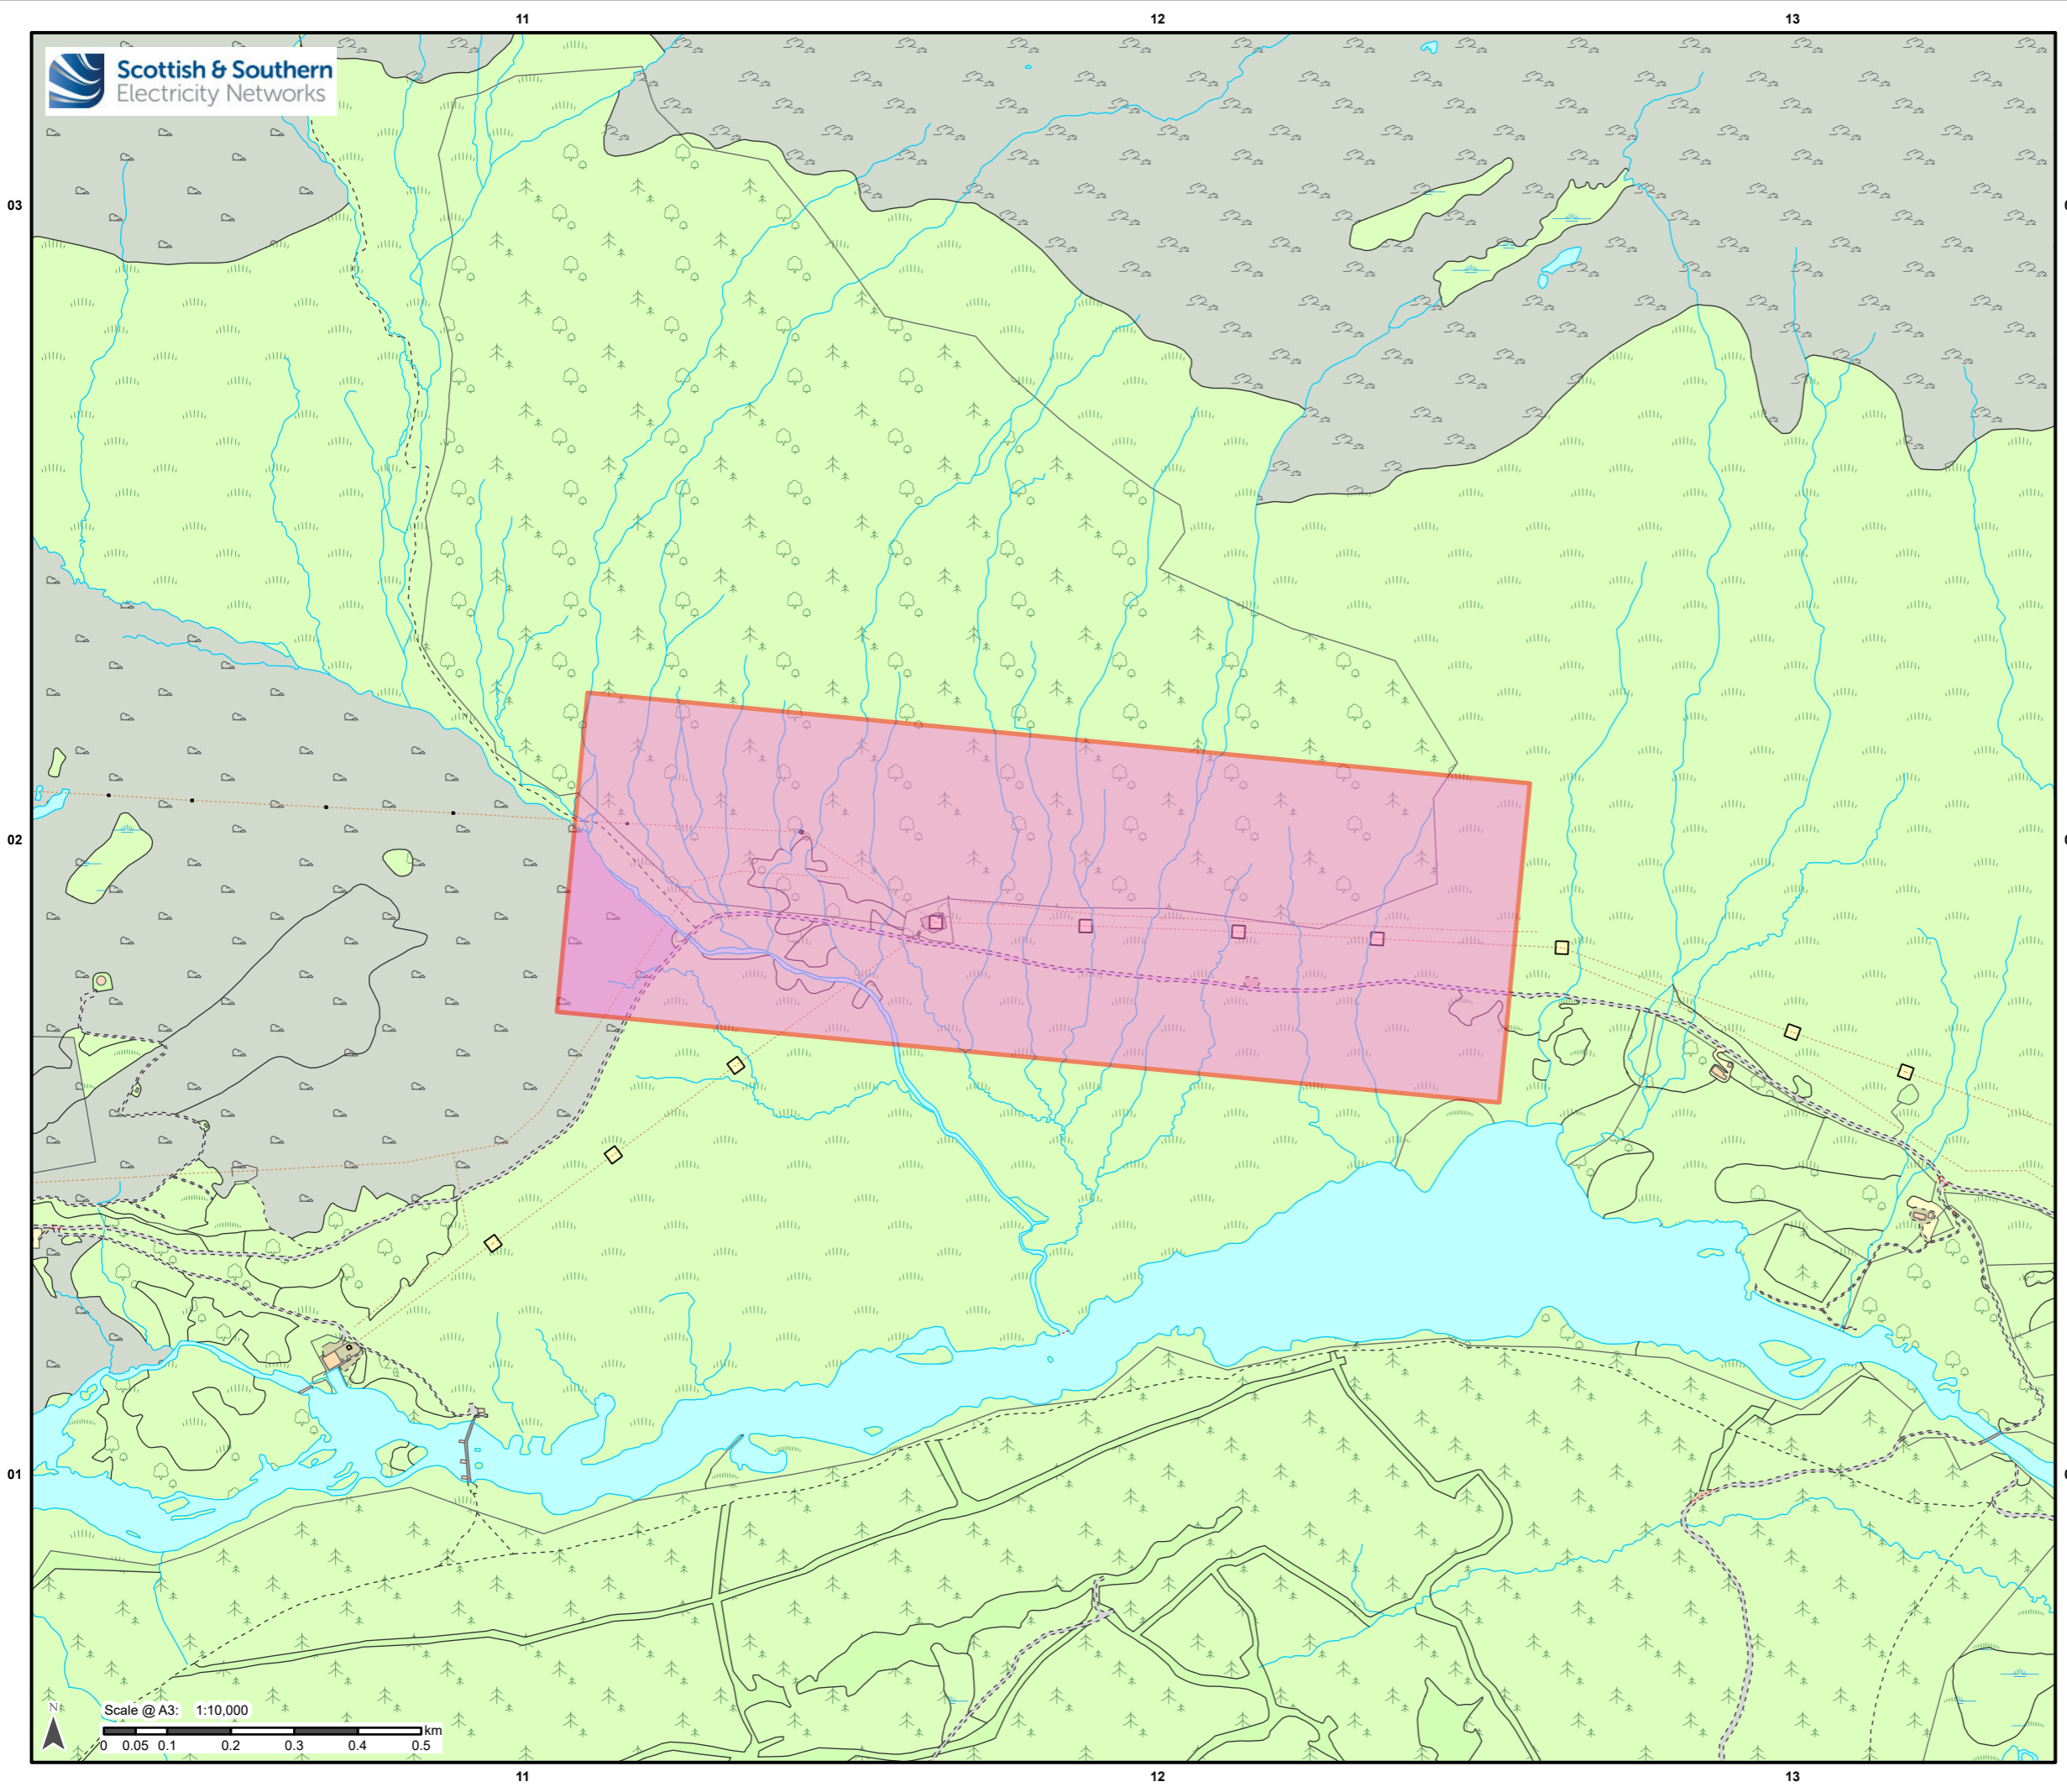 11 12 13
Scottish & Southern
Electricity Networks
03
02
01
N
Scale @ A3: 1:10,000
km
0 0.05 0.1 0.2 0.3 0.4 0.5
11 12 13